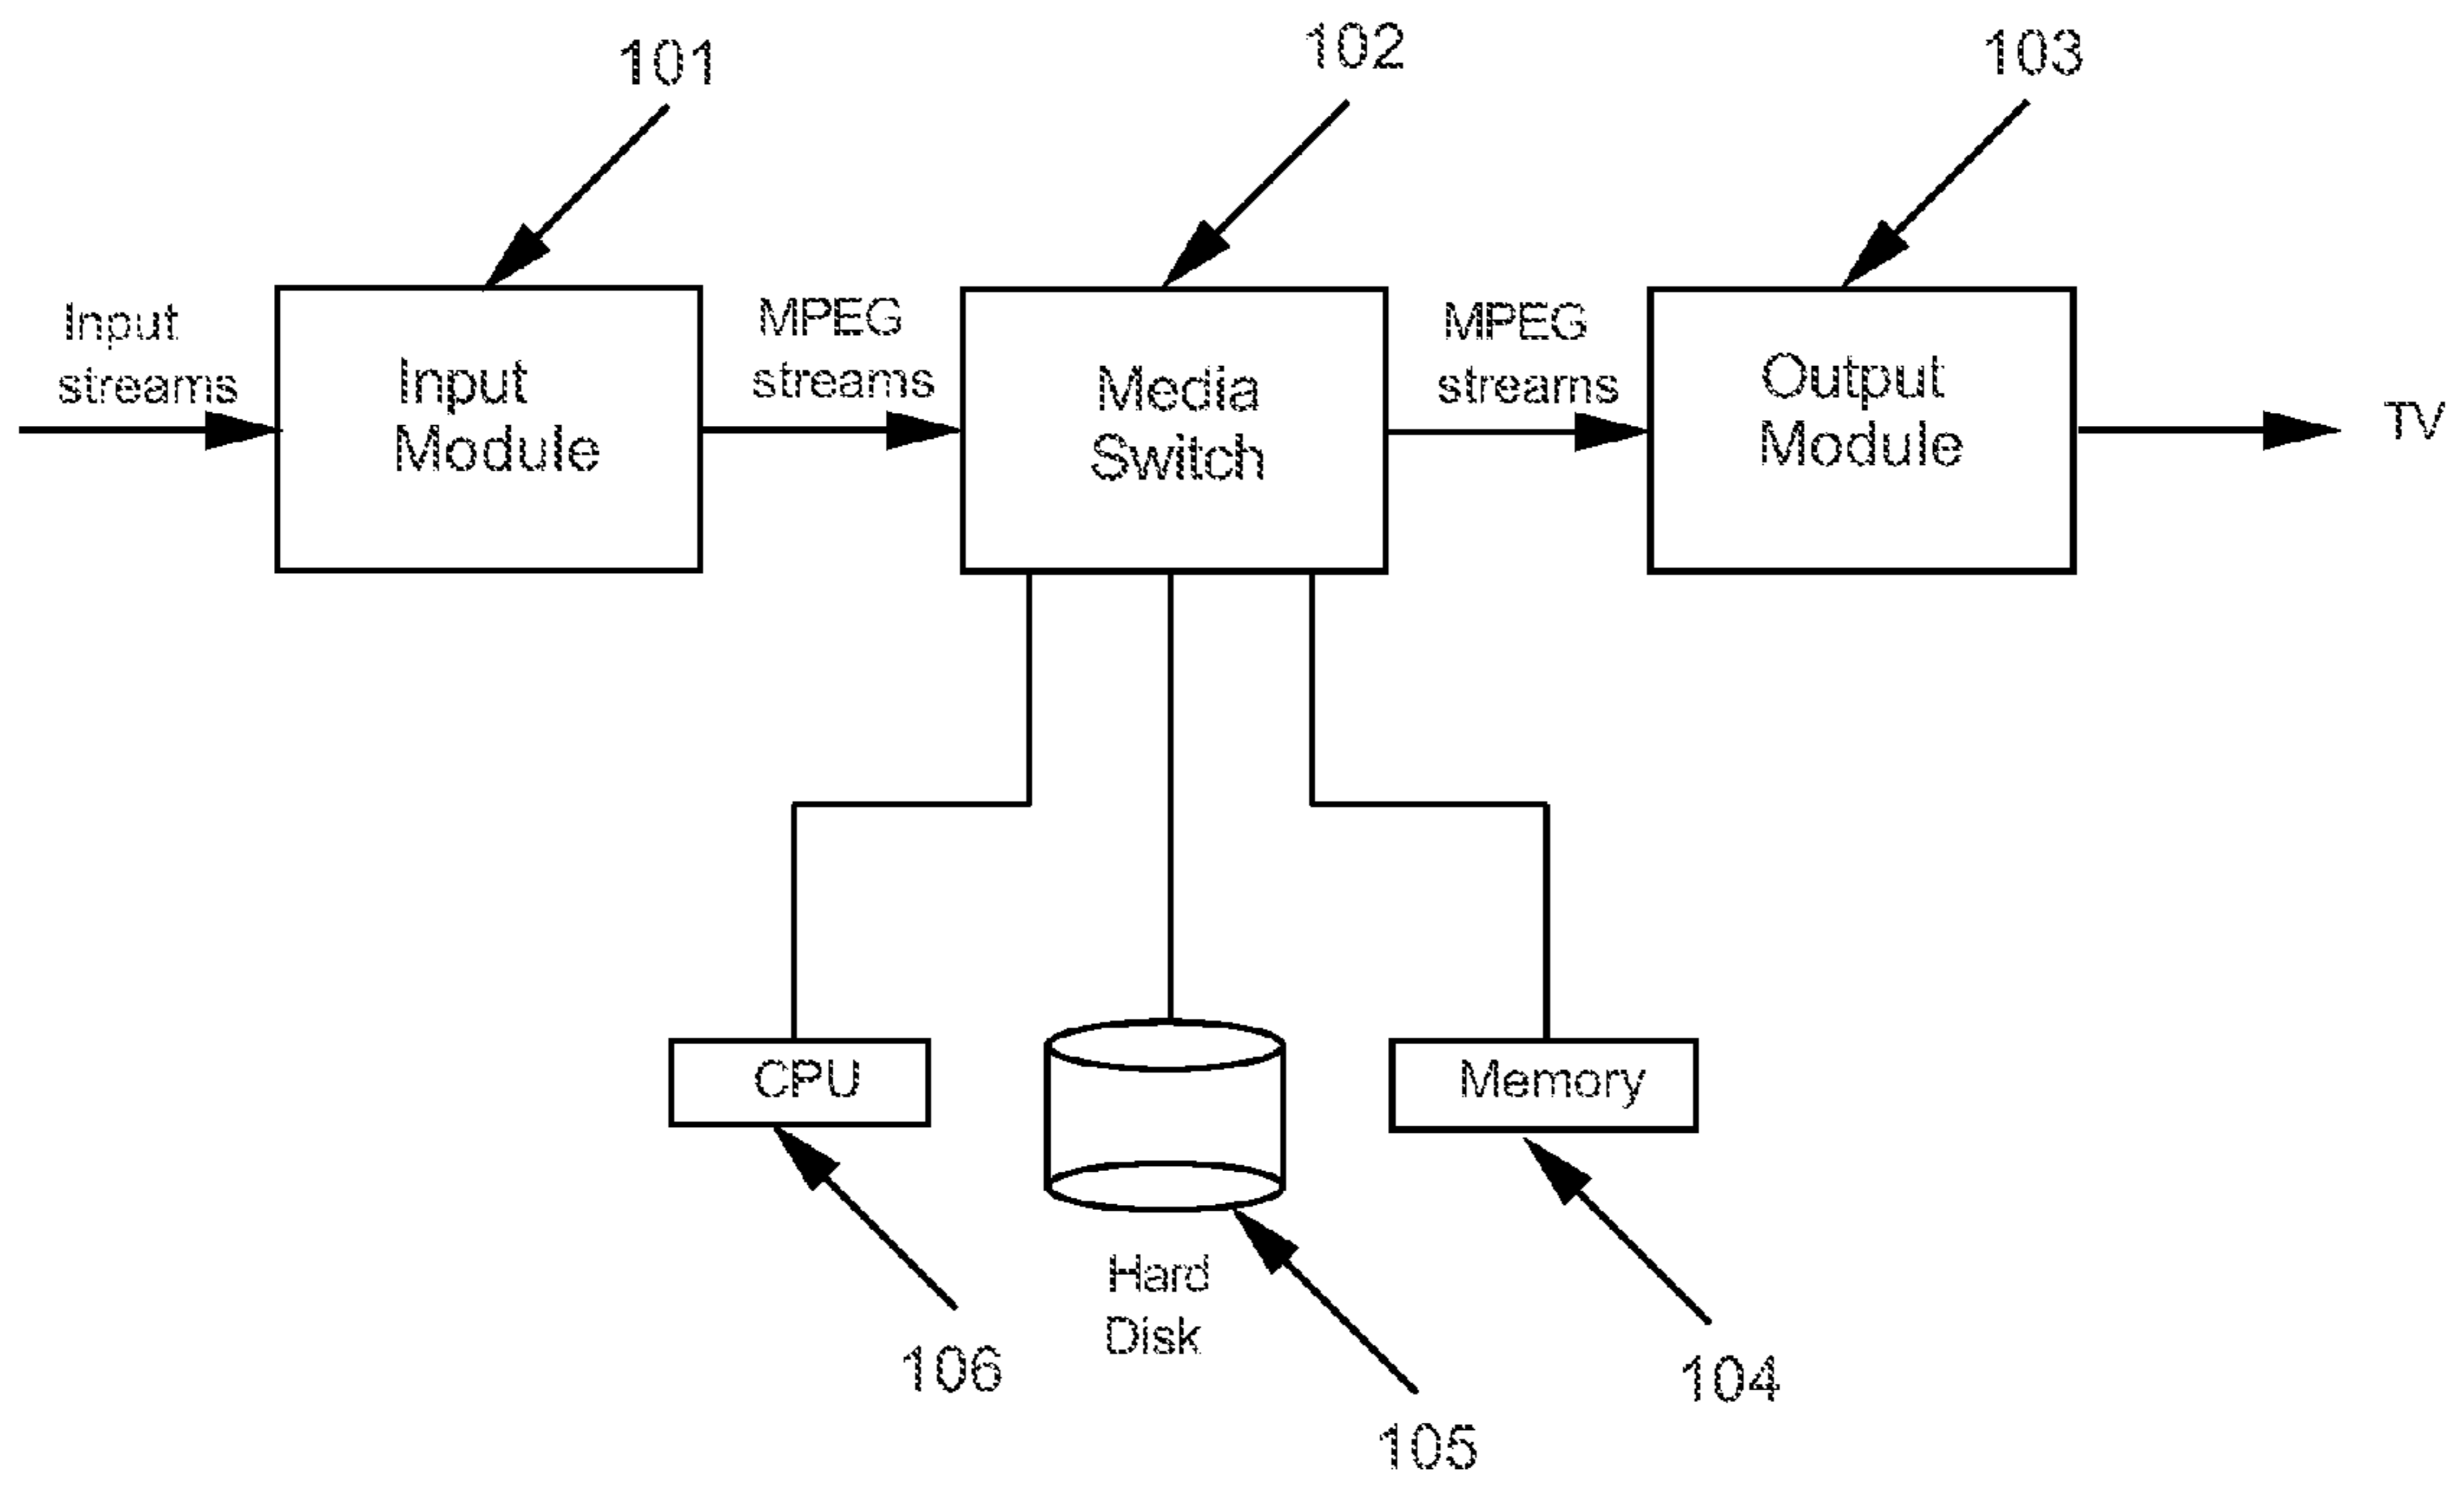 101
102
103
Input
streams
Input
Module
MPEG
streams
Media
Switch
MPEG
streams
Output
Module
TV
CPU
Memory
Hard
Disk
106
105
104